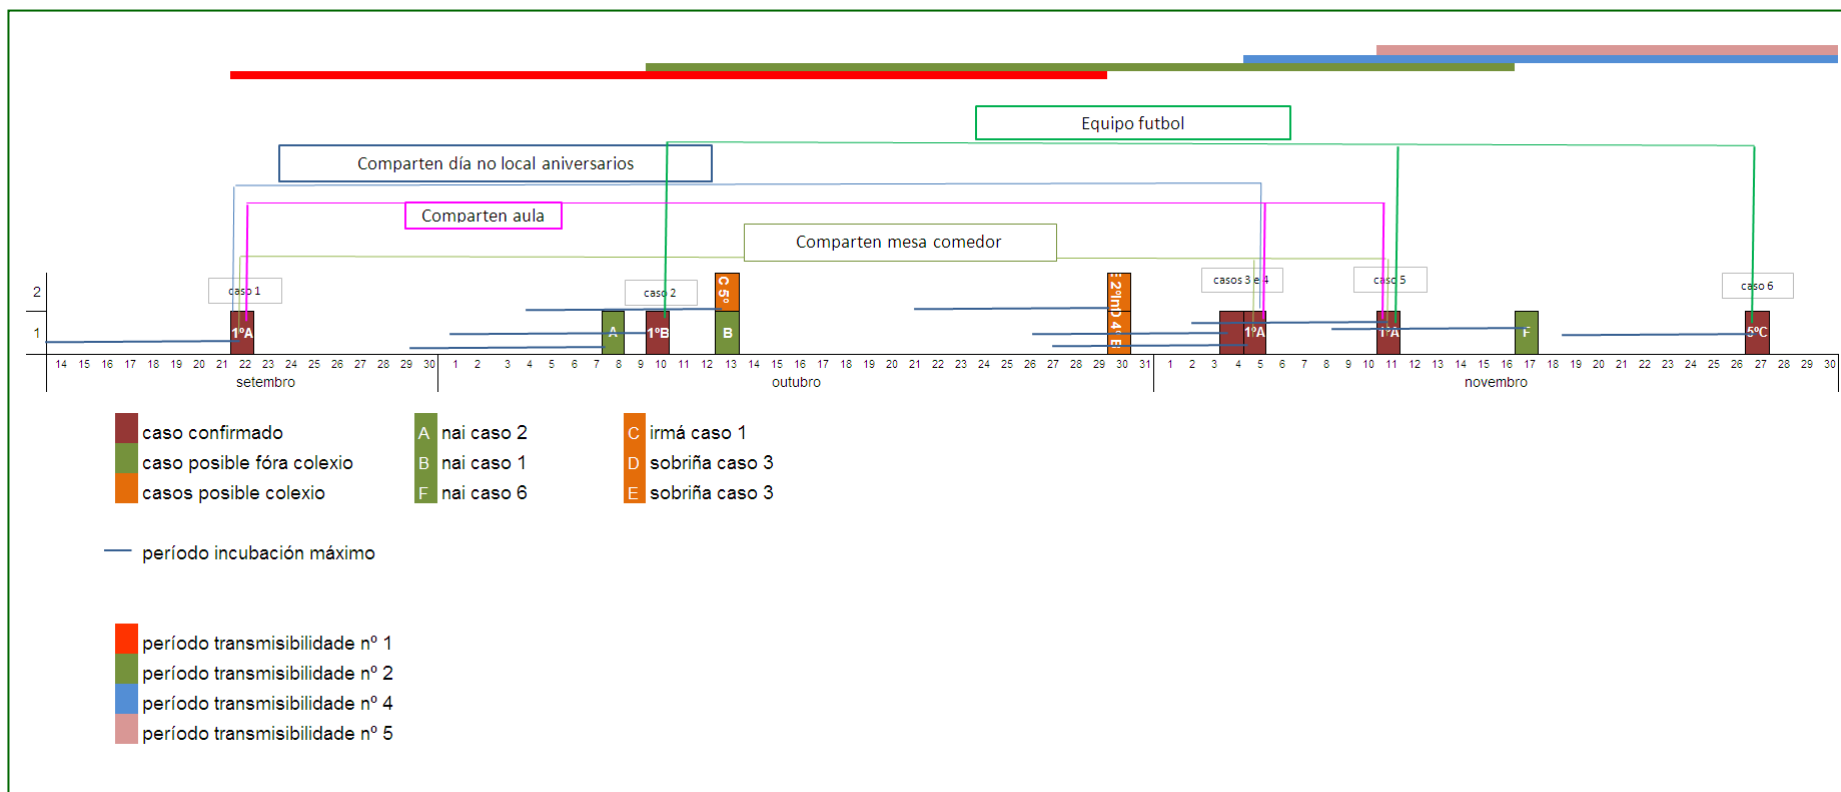 Equipo futbol
Comparten día no local aniversarios
Comparten aula
Comparten mesa comedor
caso 1
caso 2
casos 3 e 4
caso 5
caso 6
2
C 5º
E 2ºInf
1
1ºA
A
1ºB
B
D 4º E
1ºA
1ºA
F
5ºC
14 15 16 17 18 19 20 21 22 23 24 25 26 27 28 29 30 1 2 3 4 5 6 7 8 9 10 11 12 13 14 15 16 17 18 19 20 21 22 23 24 25 26 27 28 29 30 31 1 2 3 4 5 6 7 8 9 10 11 12 13 14 15 16 17 18 19 20 21 22 23 24 25 26 27 28 29 30
setembro outubro novembro
caso confirmado
caso posible fóra colexio
casos posible colexio
A nai caso 2
B nai caso 1
F nai caso 6
C irmá caso 1
D sobriña caso 3
E sobriña caso 3
período incubación máximo
período transmisibilidade nº 1
período transmisibilidade nº 2
período transmisibilidade nº 4
período transmisibilidade nº 5